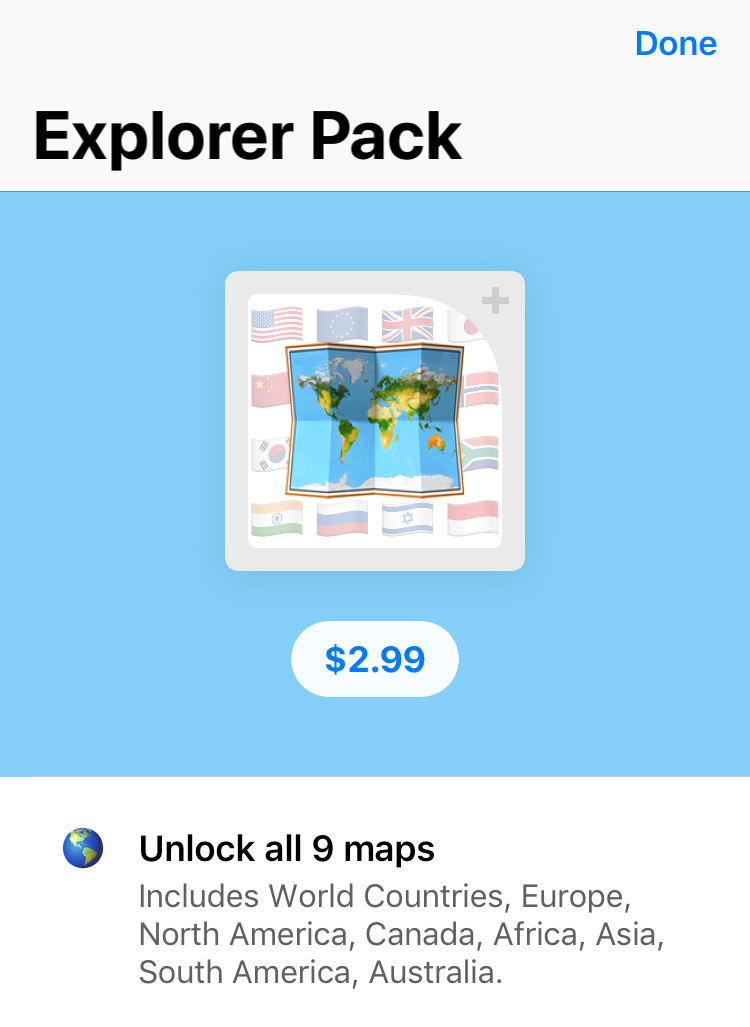 Done
Explorer Pack
$2.99
Unlock all 9 maps
Includes World Countries, Europe,
North America, Canada, Africa, Asia,
South America, Australia.